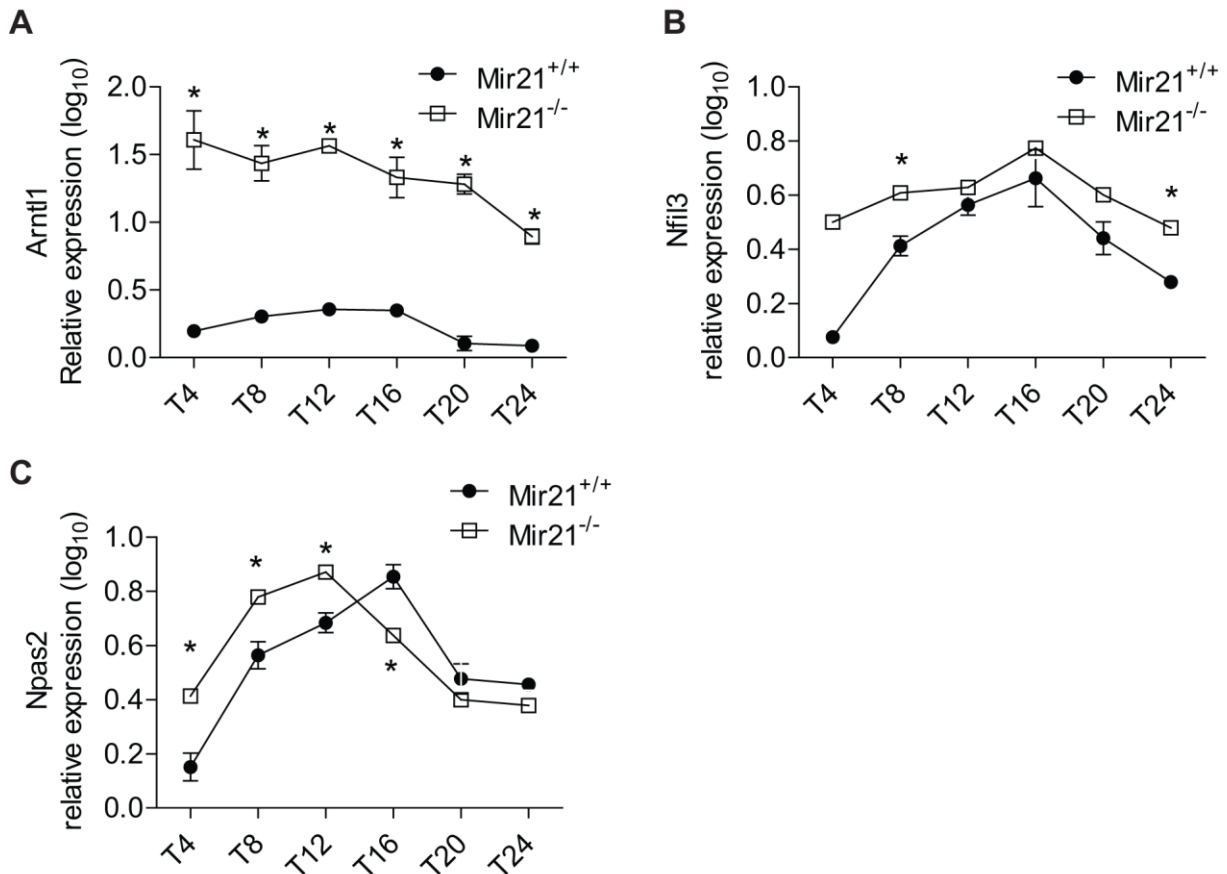 A
Mir21+/+
Mir21-/-
Arntl1
Relative expression (log10)
2.0
1.5
1.0
0.5
0.0
* * * * * *
T4 T8 T12 T16 T20 T24
B
Mir21+/+
Mir21-/-
Nfil3
relative expression (log10)
1.0
0.8
0.6
0.4
0.2
0.0
* *
T4 T8 T12 T16 T20 T24
C
Mir21+/+
Mir21-/-
Npas2
relative expression (log10)
1.0
0.8
0.6
0.4
0.2
0.0
* * * *
T4 T8 T12 T16 T20 T24